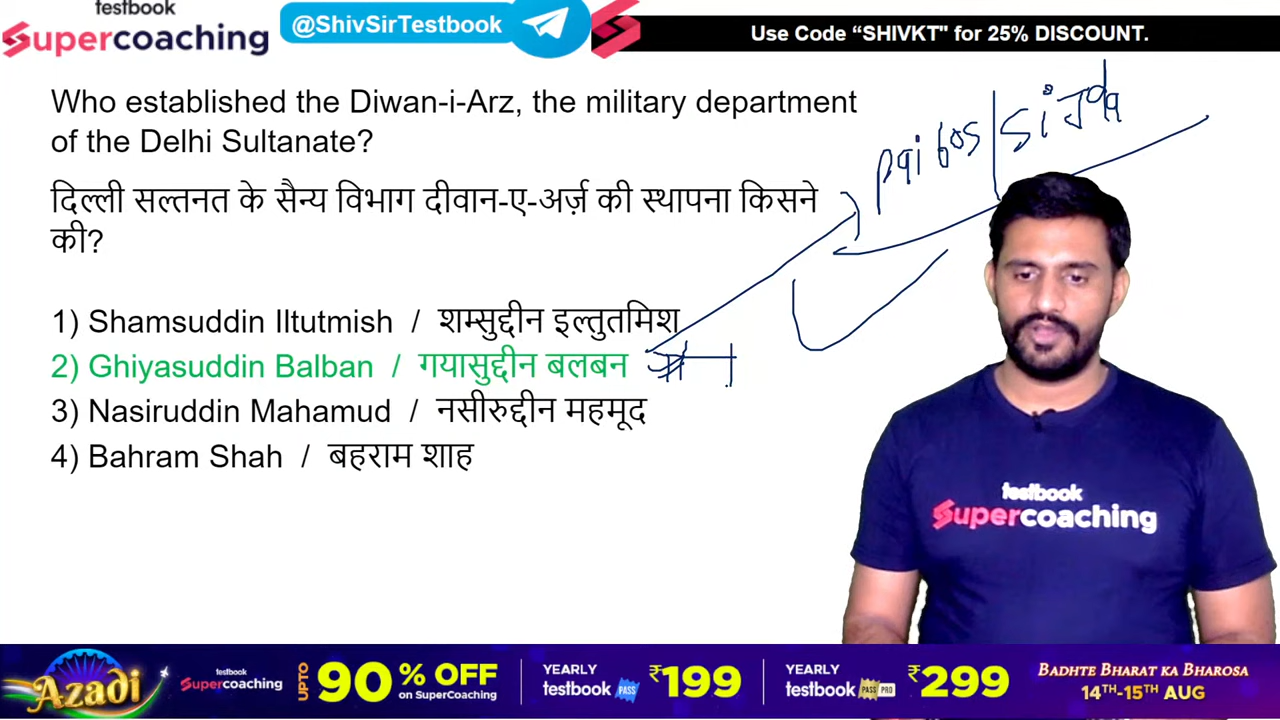 testbook
Supercoaching
@ShivSirTestbook
Use Code “SHIVKT" for 25% DISCOUNT.
Who established the Diwan-i-Arz, the military department
of the Delhi Sultanate?
दिल्ली सल्तनत के सैन्य विभाग दीवान-ए-अर्ज़ की स्थापना किसने
की?
paibos | sijda
1) Shamsuddin Iltutmish / शम्सुद्दीन इल्तुतमिश
2) Ghiyasuddin Balban / गयासुद्दीन बलबन
3) Nasiruddin Mahamud / नसीरुद्दीन महमूद
4) Bahram Shah / बहराम शाह
testbook
Supercoaching
Azadi
testbook
Supercoaching
UPTO 90% OFF
on SuperCoaching
YEARLY
testbook PASS
₹199
YEARLY
testbook PASS PRO
₹299
BADHTE BHARAT KA BHAROSA
14TH-15TH AUG